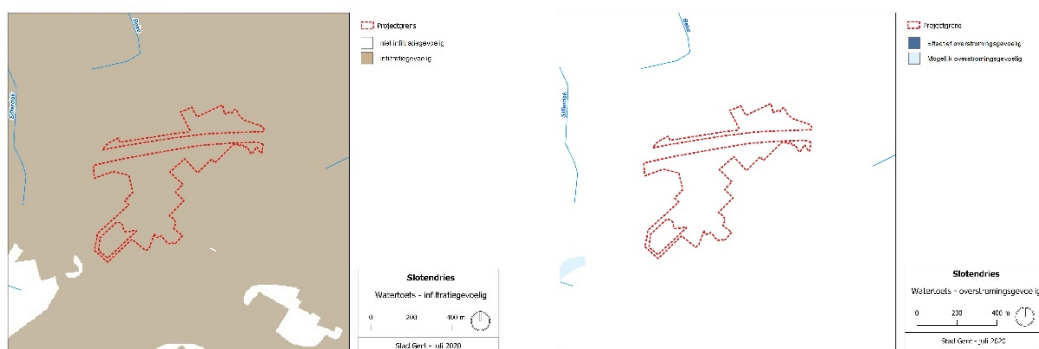 Projectgrens
niet infiltratiegevoelig
infiltratiegevoelig
Slotendries
Watertoets - infiltratiegevoelig
0 200 400 m
Stad Gent - juli 2020
Projectgrens
Effectief overstromingsgevoelig
Mogelijk overstromingsgevoelig
Slotendries
Watertoets - overstromingsgevoelig
0 200 400 m
Stad Gent - juli 2020